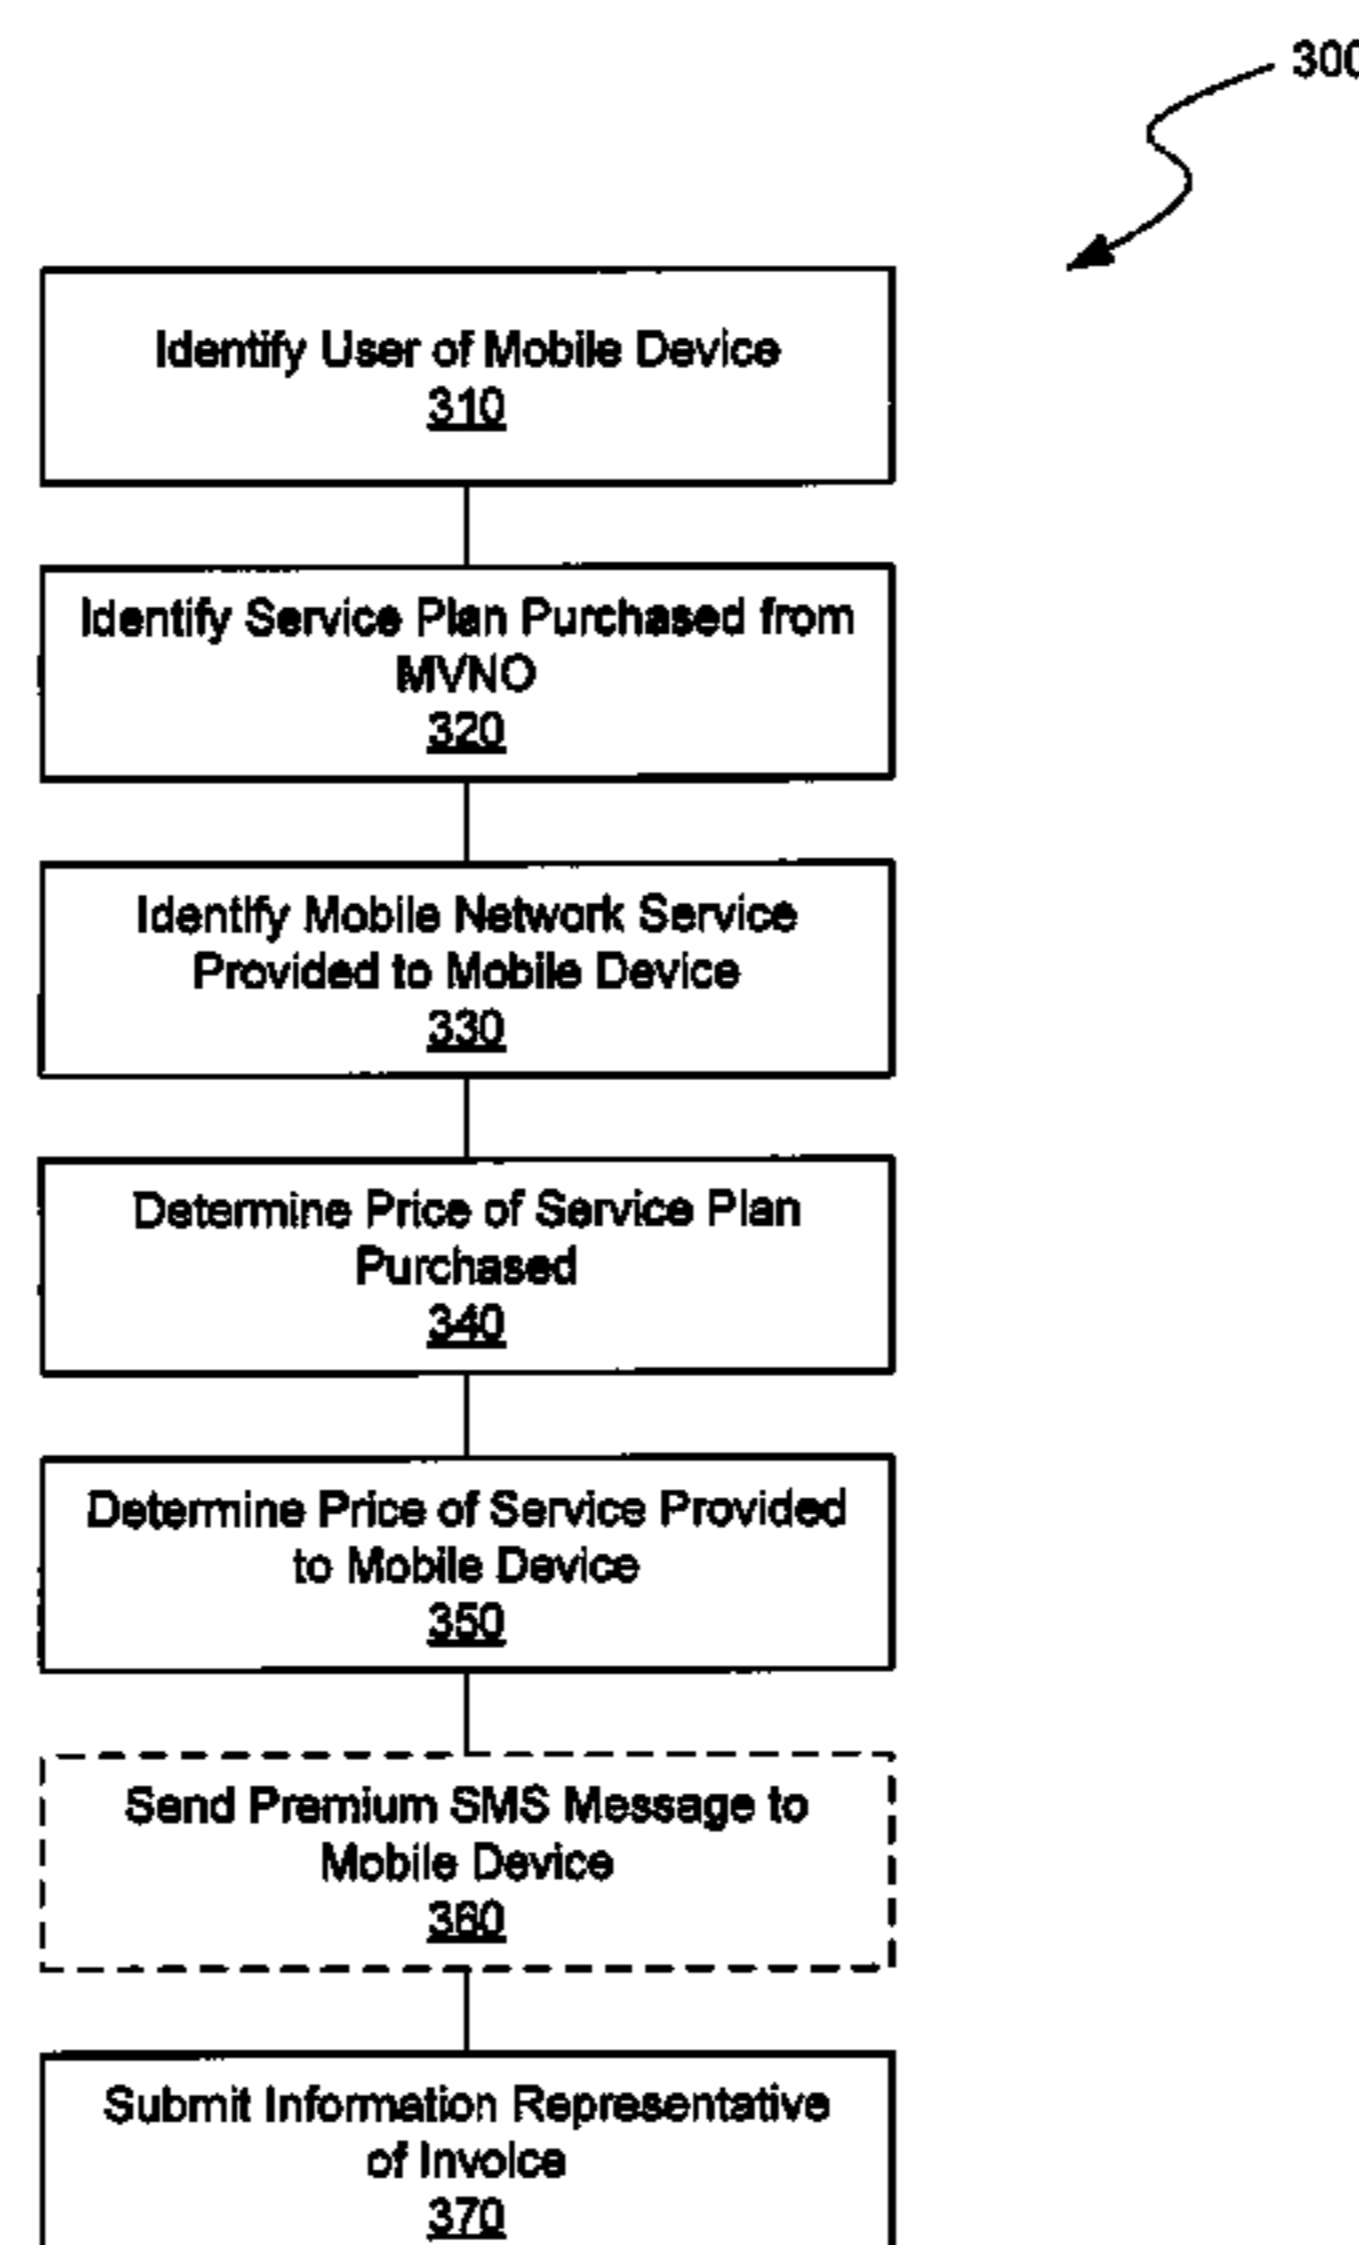 300
Identify User of Mobile Device
310
Identify Service Plan Purchased from
MVNO
320
Identify Mobile Network Service
Provided to Mobile Device
330
Determine Price of Service Plan
Purchased
340
Determine Price of Service Provided
to Mobile Device
350
Send Premium SMS Message to
Mobile Device
360
Submit Information Representative
of Invoice
370